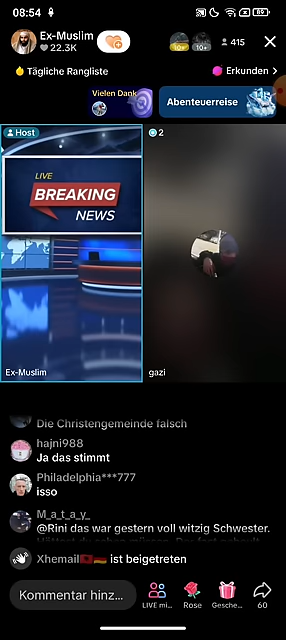 08:54
89
Ex-Muslim
22.3K
10+
10+
415
Tägliche Rangliste
Erkunden >
Vielen Dank
Abenteuerreise
Host
2
LIVE
BREAKING
NEWS
Ex-Muslim
gazi
Die Christengemeinde falsch
hajni988
Ja das stimmt
Philadelphia***777
isso
M_a_t_a_y_
@Rini das war gestern voll witzig Schwester.
Xhemail🇦🇱🇩🇪 ist beigetreten
Kommentar hinz...
LIVE mi...
Rose
Gesche...
60